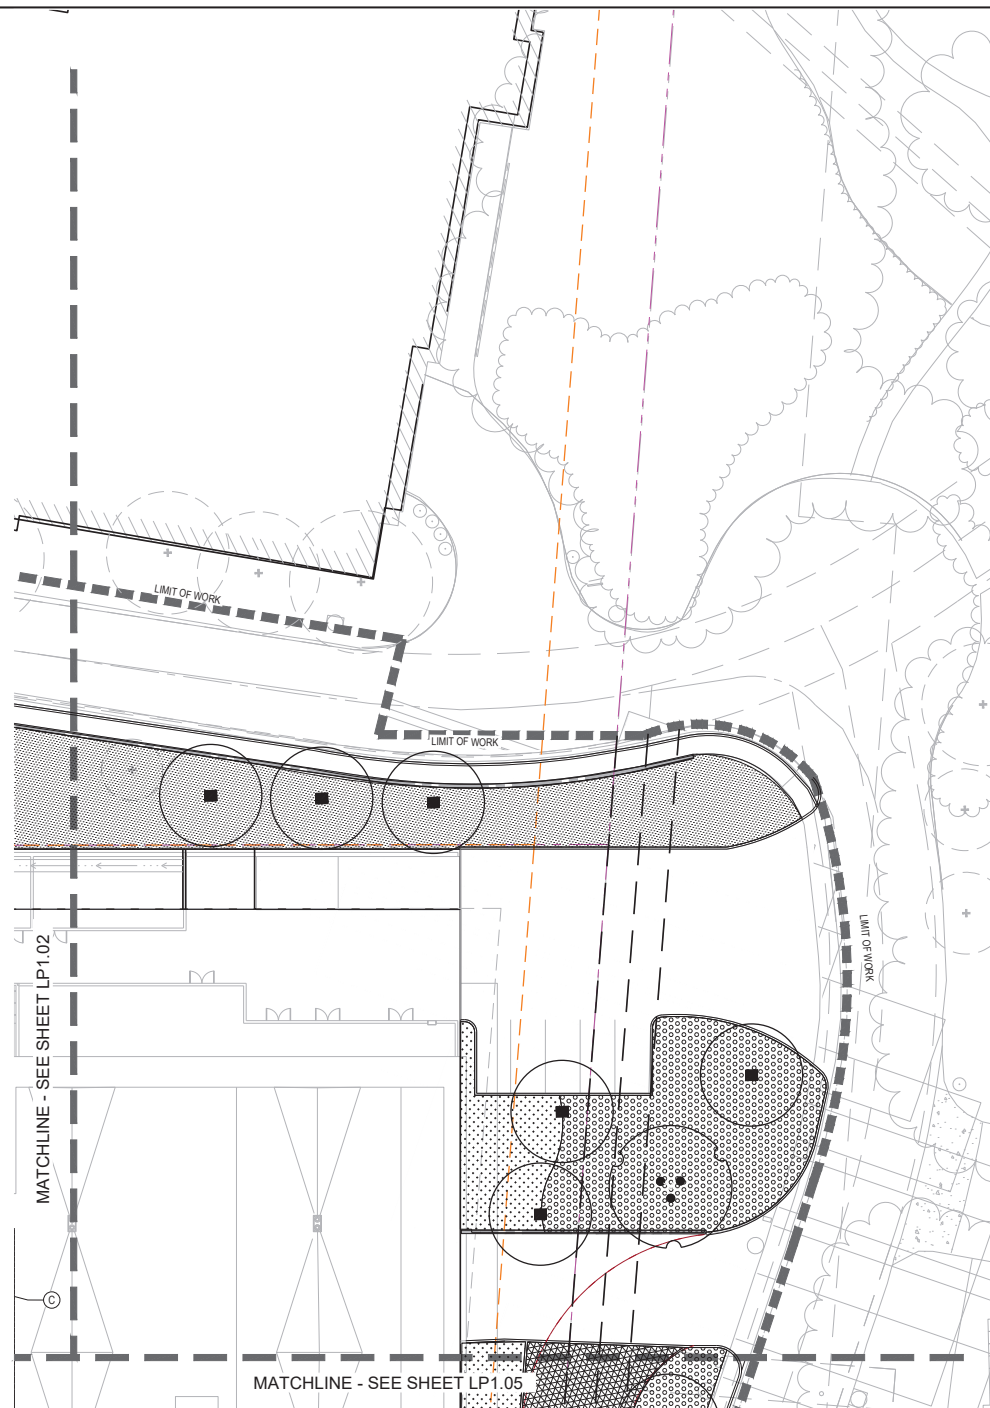 LIMIT OF WORK
LIMIT OF WORK
LIMIT OF WORK
MATCHLINE - SEE SHEET LP1.02
C
MATCHLINE - SEE SHEET LP1.05